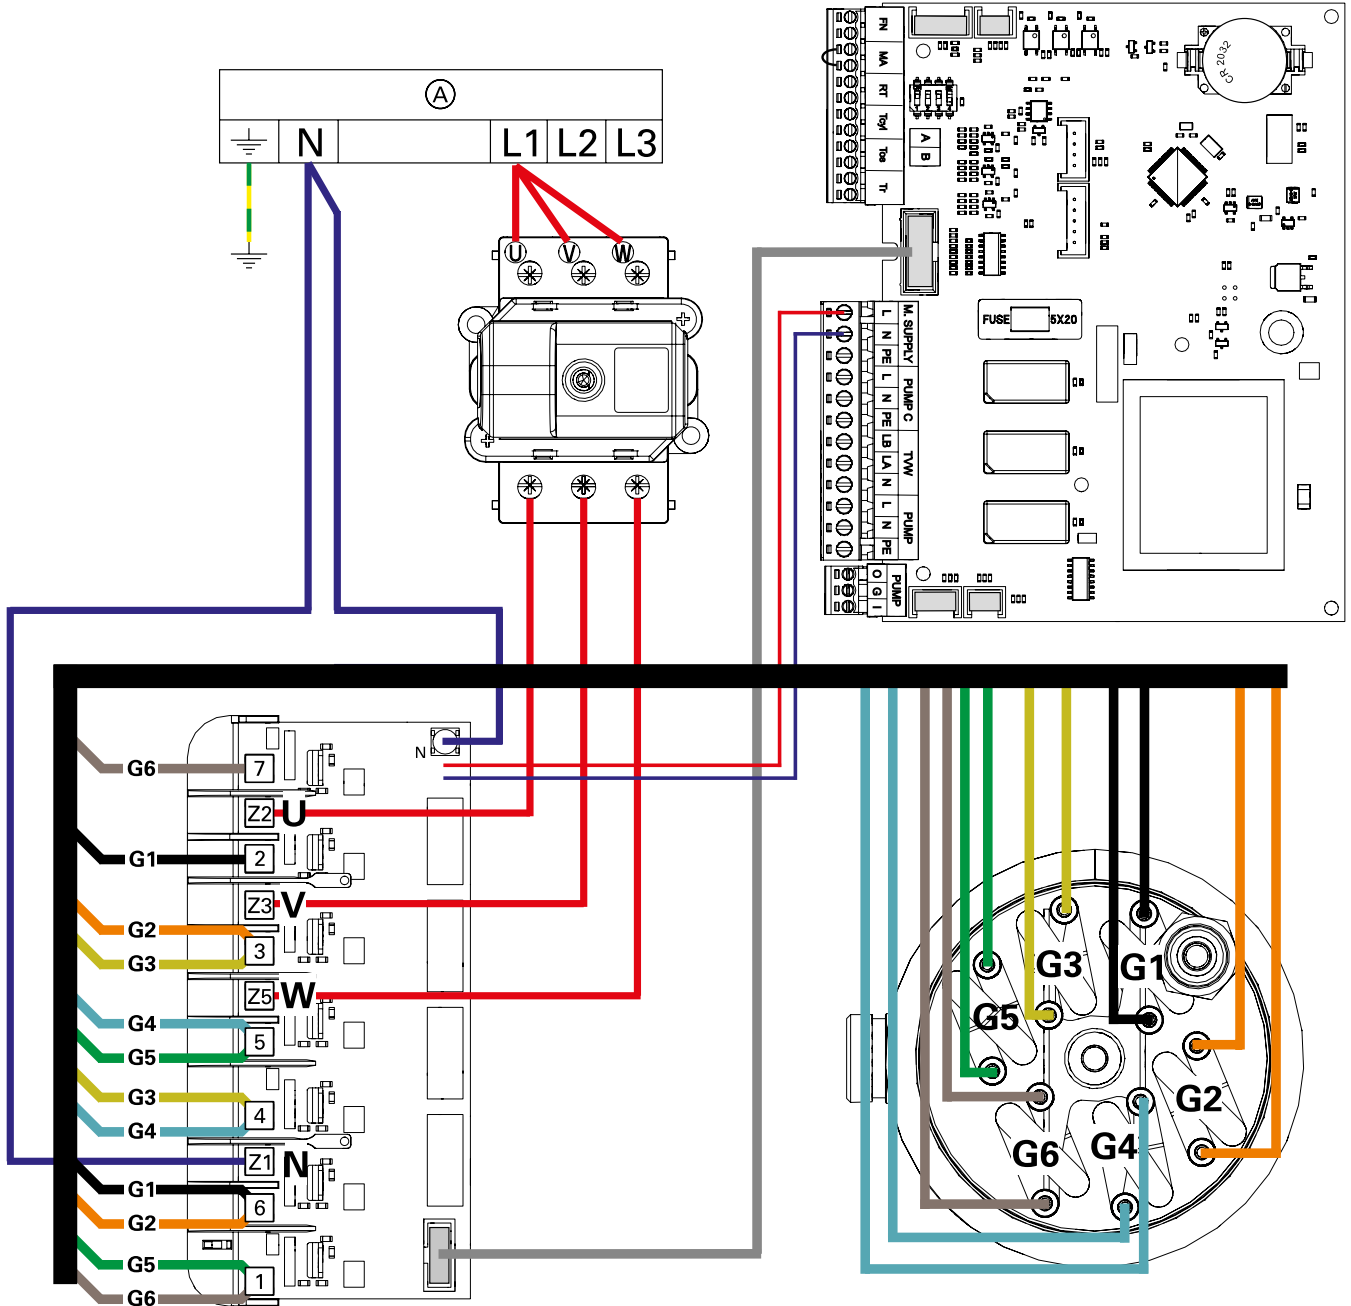 A
N L1 L2 L3
U V W
FN
MA
RT
Tcyl
Tos
Tr
A
B
CR 2032
FUSE 5X20
M. SUPPLY
L
N
PE
PUMP C
L
N
PE
TVW
LB
LA
N
PUMP
L
N
PE
PUMP
O
G
I
N
G6 7
Z2 U
G1 2
Z3 V
G2
G3
3
Z5 W
G4
G5
5
G3
G4
4
Z1 N
G1
G2
6
G5
G6
1
G3 G1
G5
G2
G6 G4